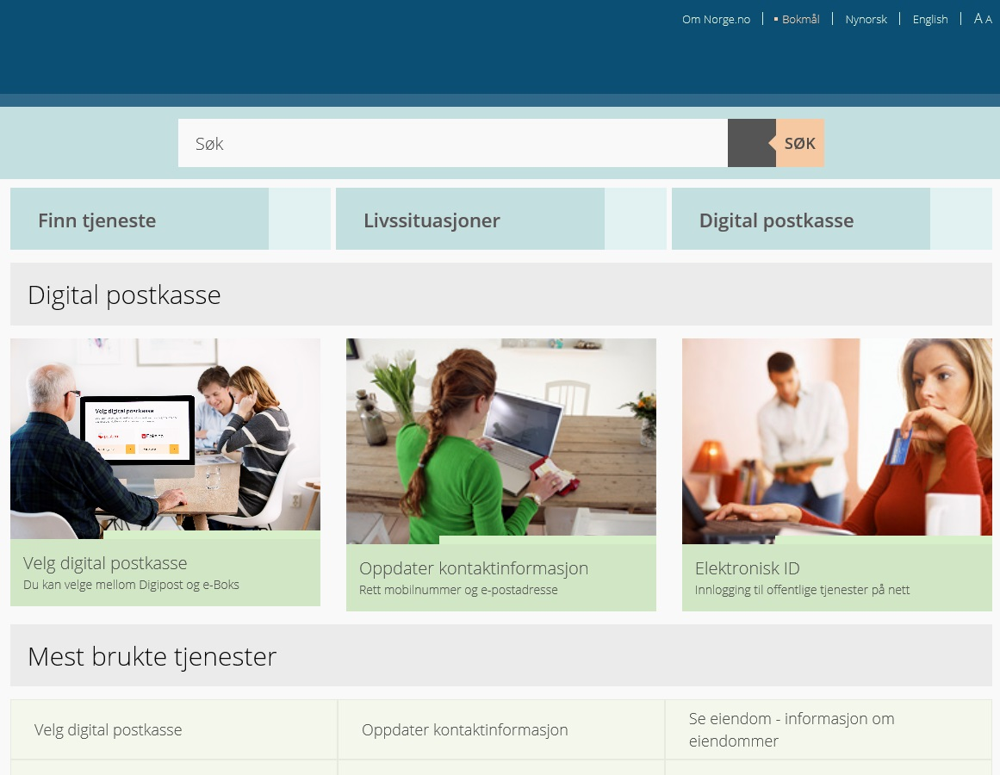 Om Norge.no
Bokmål
Nynorsk
English
A A
Søk
SØK
Finn tjeneste
Livssituasjoner
Digital postkasse
Digital postkasse
Velg digital postkasse
Velg digital postkasse
Du kan velge mellom Digipost og e-Boks
Oppdater kontaktinformasjon
Rett mobilnummer og e-postadresse
Elektronisk ID
Innlogging til offentlige tjenester på nett
Mest brukte tjenester
Velg digital postkasse
Oppdater kontaktinformasjon
Se eiendom - informasjon om
eiendommer